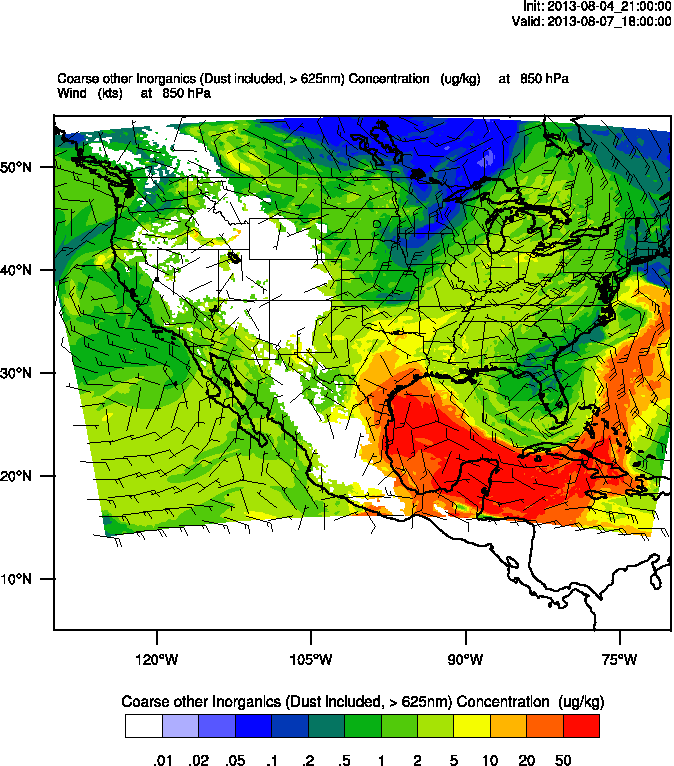 Init: 2013-08-04_21:00:00
Valid: 2013-08-07_18:00:00
Coarse other Inorganics (Dust included, > 625nm) Concentration (ug/kg) at 850 hPa
Wind (kts) at 850 hPa
50°N
40°N
30°N
20°N
10°N
120°W 105°W 90°W 75°W
Coarse other Inorganics (Dust included, > 625nm) Concentration (ug/kg)
.01 .02 .05 .1 .2 .5 1 2 5 10 20 50